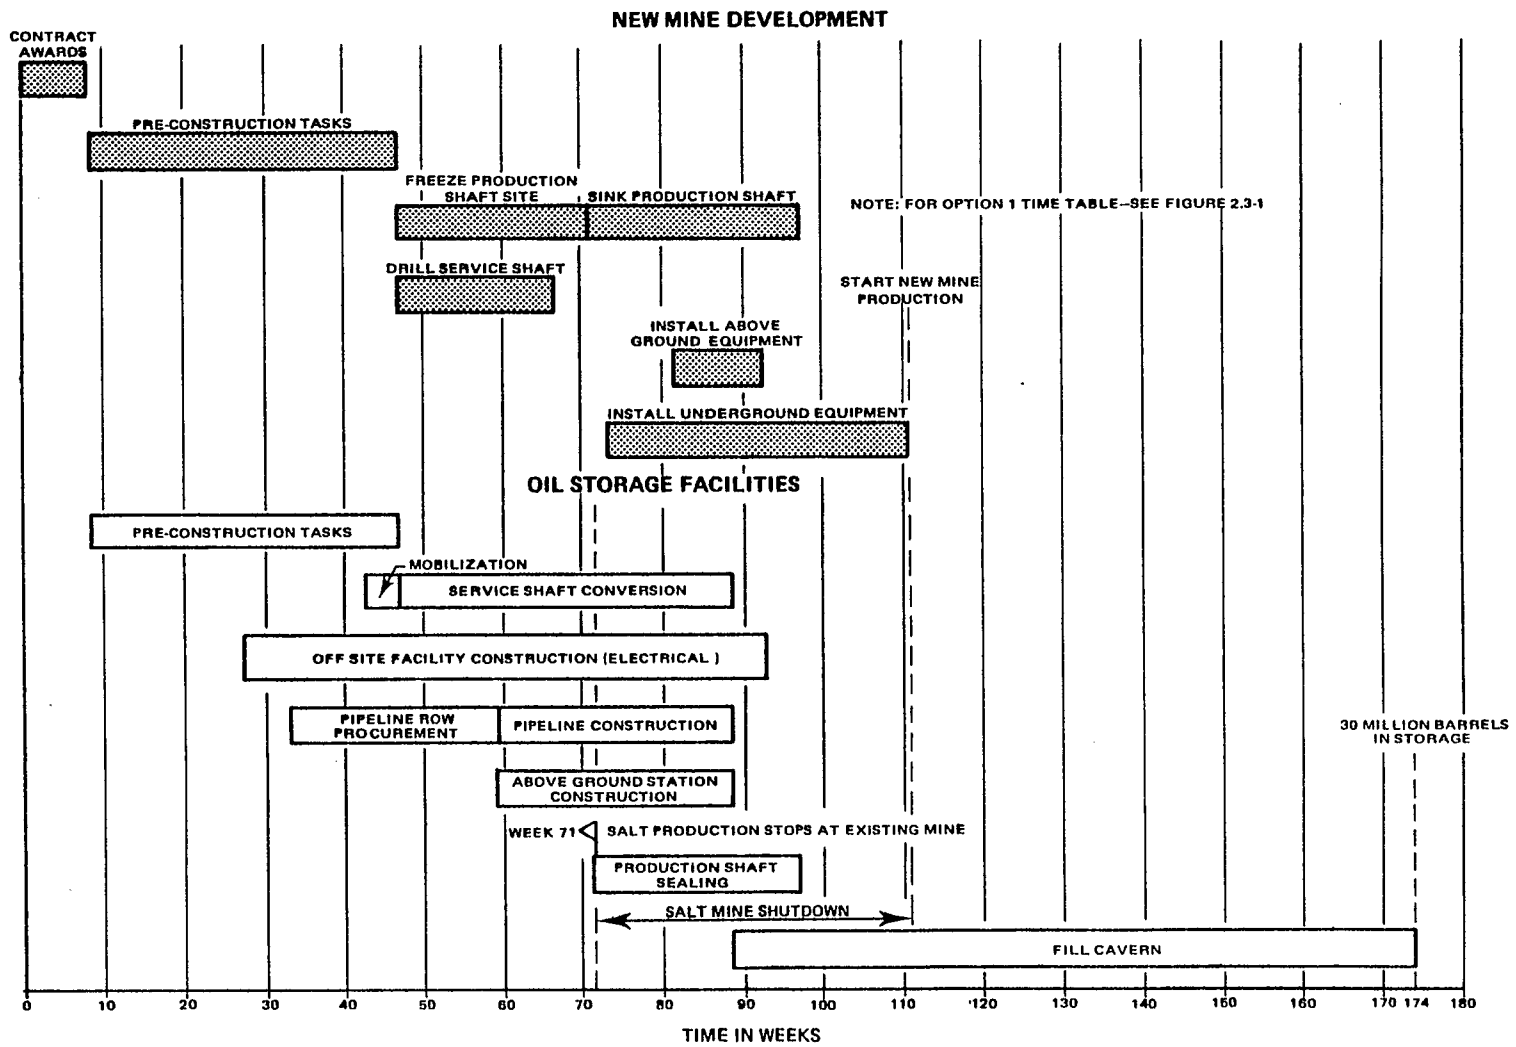 NEW MINE DEVELOPMENT
CONTRACT
AWARDS
PRE-CONSTRUCTION TASKS
FREEZE PRODUCTION
SHAFT SITE
SINK PRODUCTION SHAFT
NOTE: FOR OPTION 1 TIME TABLE—SEE FIGURE 2.3-1
DRILL SERVICE SHAFT
START NEW MINE
PRODUCTION
INSTALL ABOVE
GROUND EQUIPMENT
INSTALL UNDERGROUND EQUIPMENT
OIL STORAGE FACILITIES
PRE-CONSTRUCTION TASKS
MOBILIZATION
SERVICE SHAFT CONVERSION
OFF SITE FACILITY CONSTRUCTION (ELECTRICAL )
PIPELINE ROW
PROCUREMENT
PIPELINE CONSTRUCTION
30 MILLION BARRELS
IN STORAGE
ABOVE GROUND STATION
CONSTRUCTION
WEEK 71 SALT PRODUCTION STOPS AT EXISTING MINE
PRODUCTION SHAFT
SEALING
SALT MINE SHUTDOWN
FILL CAVERN
0 10 20 30 40 50 60 70 80 90 100 110 120 130 140 150 160 170 174 180
TIME IN WEEKS